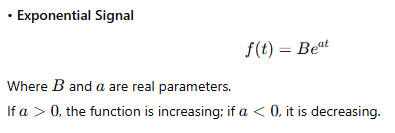 • Exponential Signal
f(t) = Be^{at}
Where B and a are real parameters.
If a > 0, the function is increasing; if a < 0, it is decreasing.